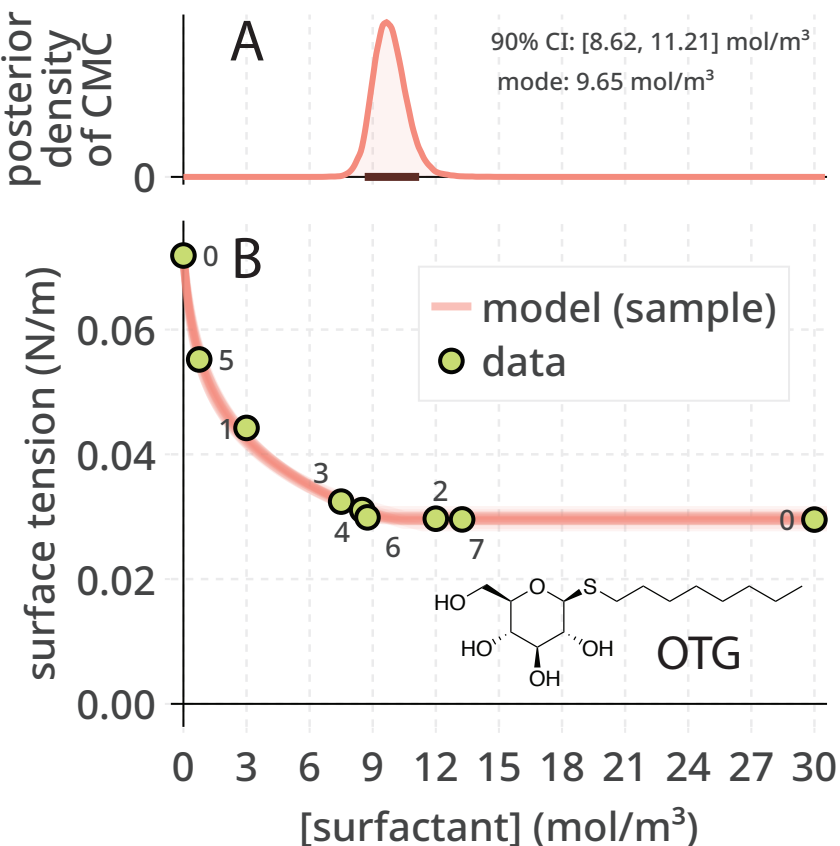 A
posterior
density
of CMC
90% CI: [8.62, 11.21] mol/m³
mode: 9.65 mol/m³
0
B
surface tension (N/m)
0.06
0.04
0.02
0.00
0
5
1
3
4
6
2
7
0
model (sample)
data
HO
O
S
HO
OH
OH
OTG
0 3 6 9 12 15 18 21 24 27 30
[surfactant] (mol/m³)